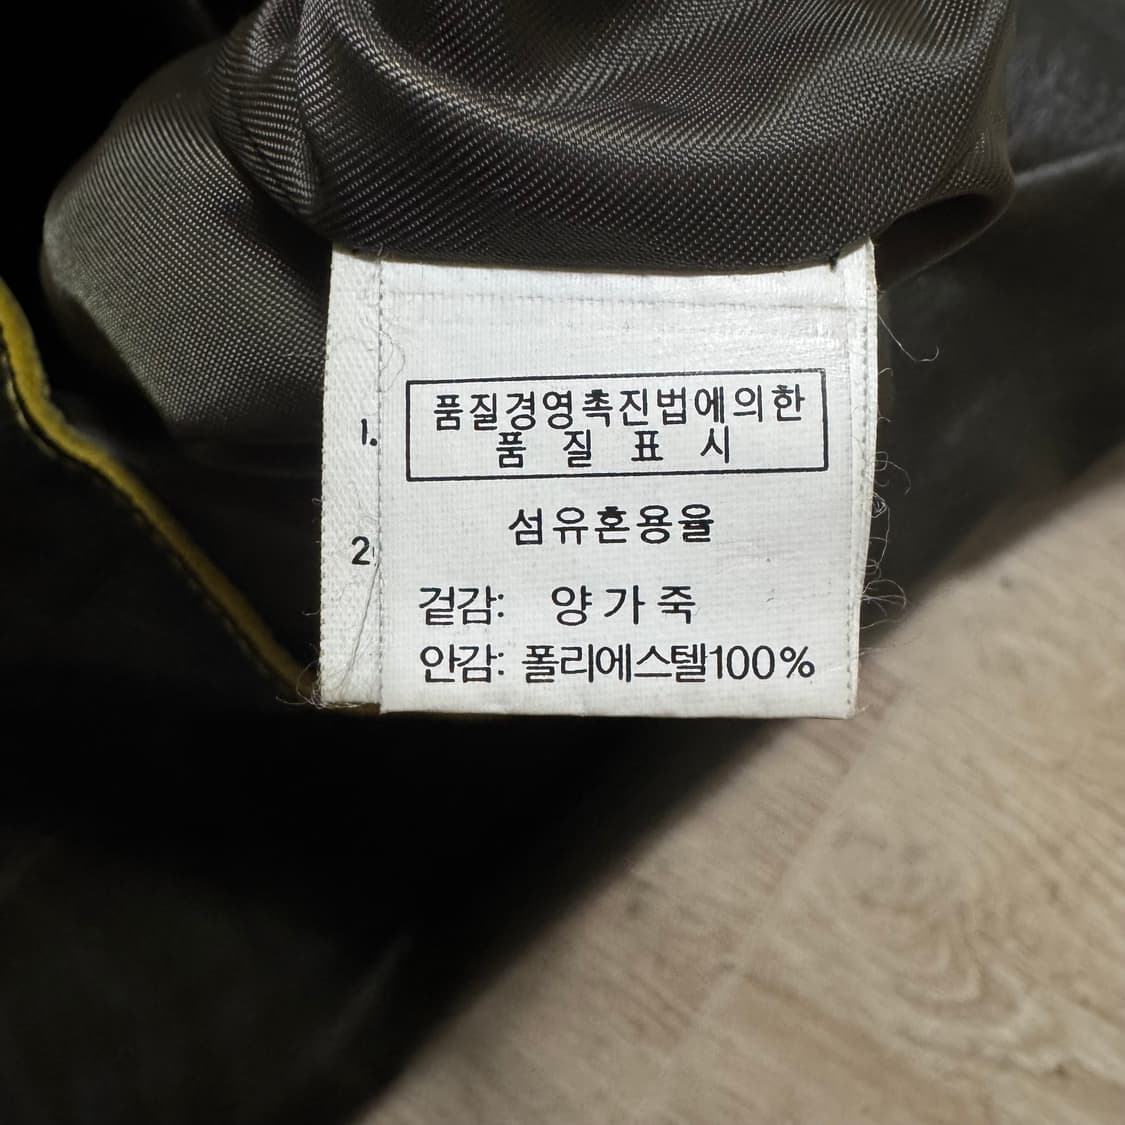 품질경영촉진법에의한
1.
품 질 표 시
섬유혼용율
2
겉감: 양가죽
안감: 폴리에스텔100%